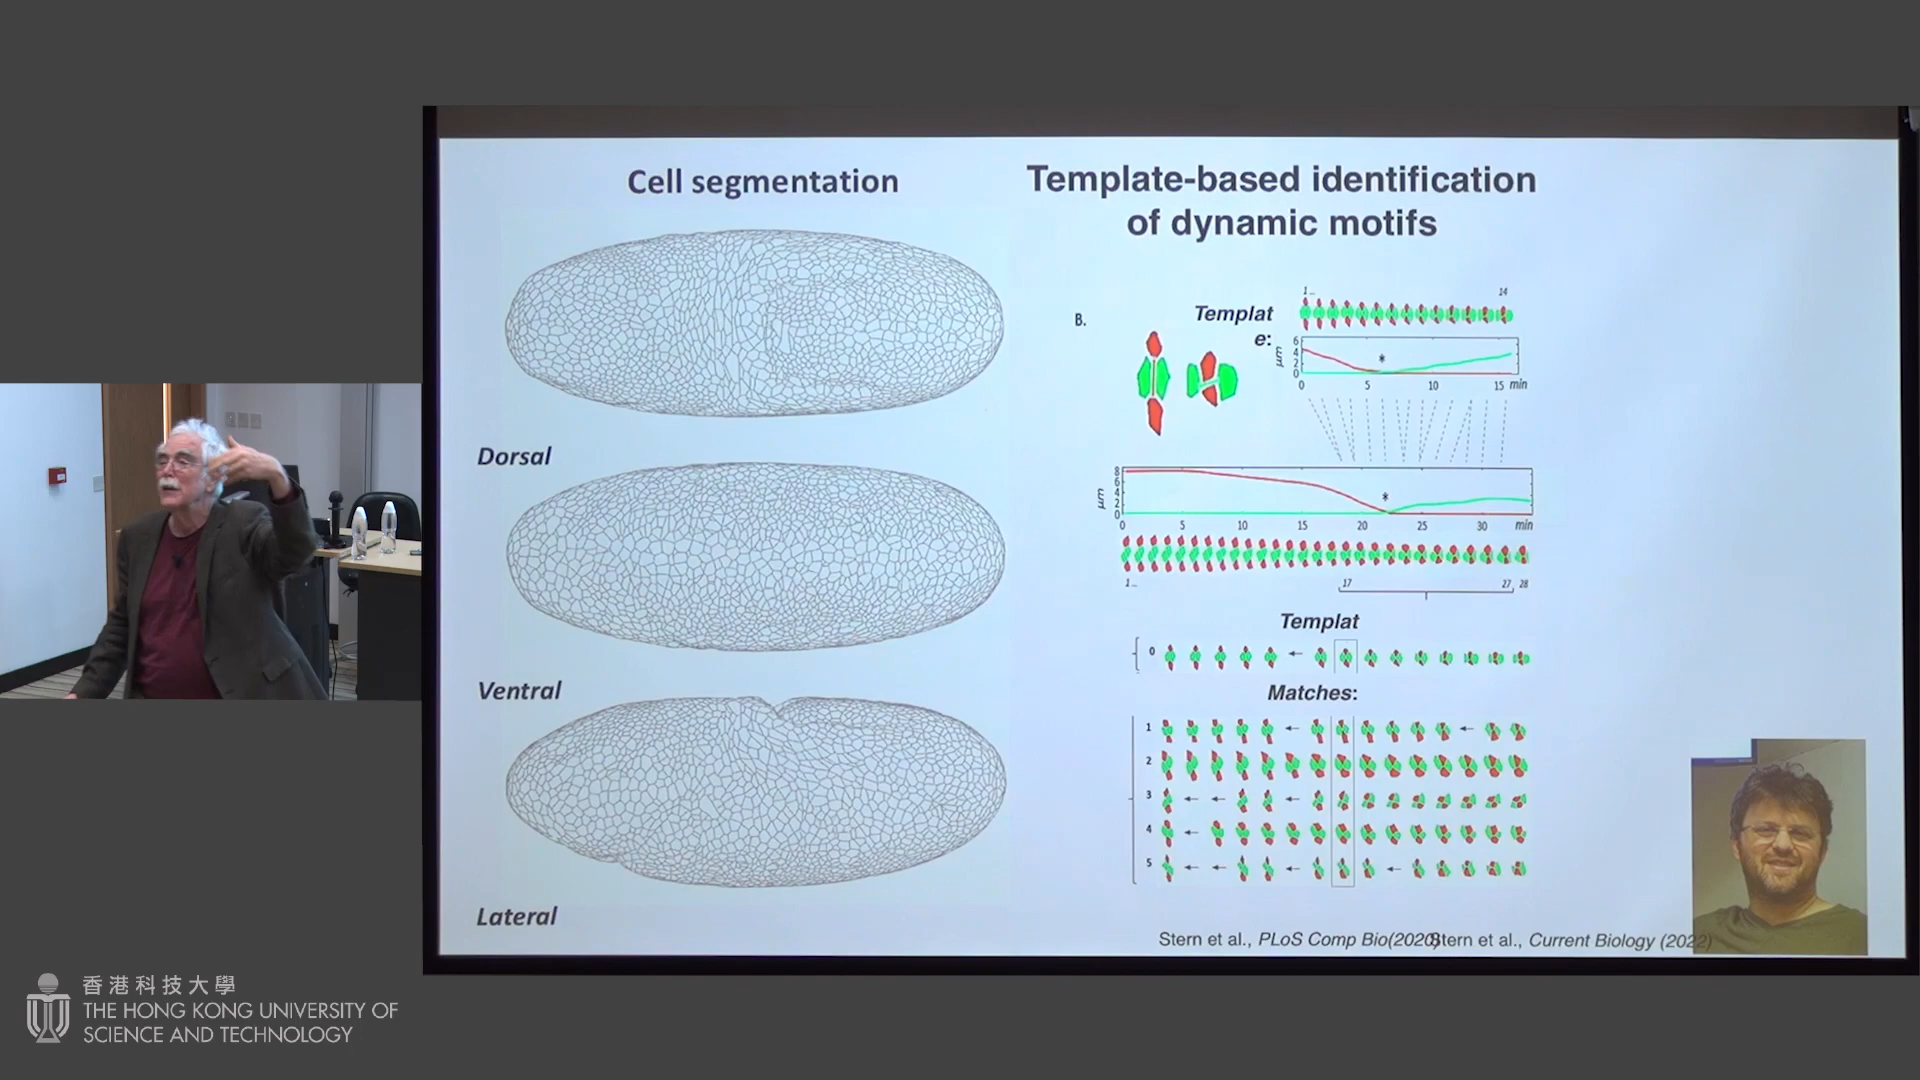 Cell segmentation
Dorsal
Ventral
Lateral
Template-based identification
of dynamic motifs
B.
Templat
e:
1...
14
6
4
2
0
μm
0 5 10 15 min
*
8
6
4
2
0
μm
*
0 5 10 15 20 25 30 min
1...
17
27 28
Templat
0
Matches:
1
2
3
4
5
Stern et al., PLoS Comp Bio(2020)
Stern et al., Current Biology (2022)
香港科技大學
THE HONG KONG UNIVERSITY OF
SCIENCE AND TECHNOLOGY